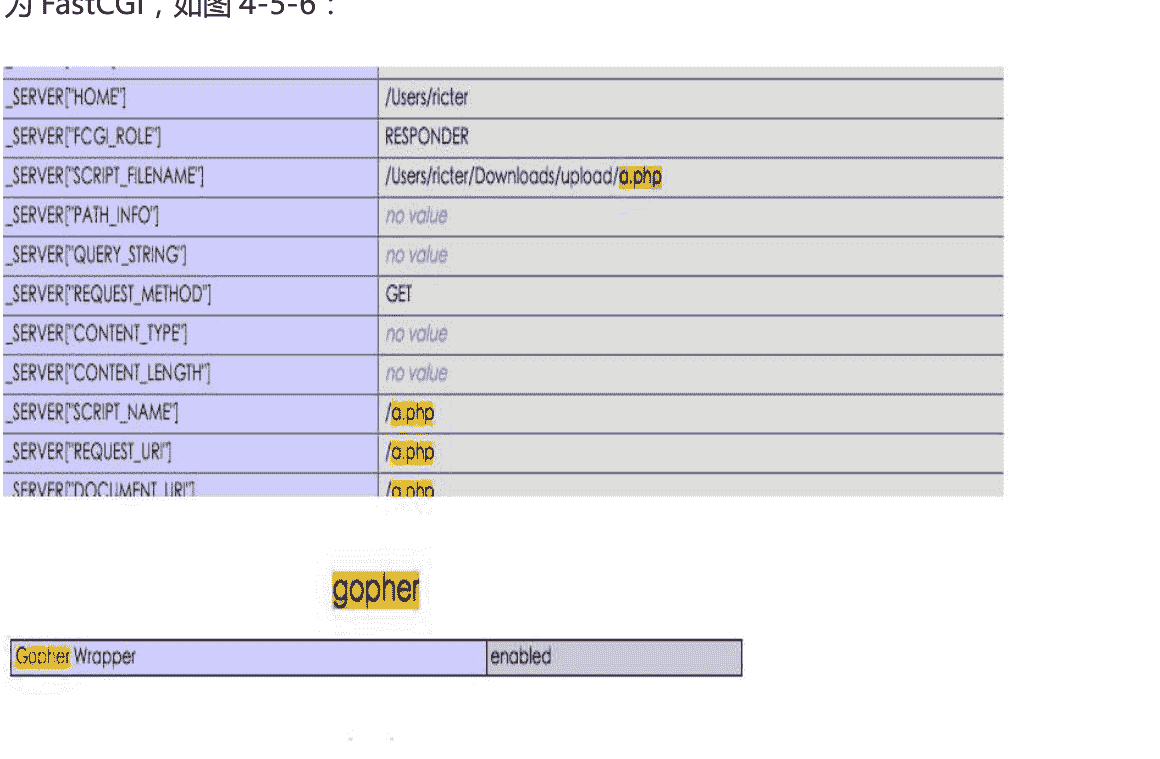 为 FastCGI，如图 4-5-6：
_SERVER["HOME"] /Users/ricter
_SERVER["FCGI_ROLE"] RESPONDER
_SERVER["SCRIPT_FILENAME"] /Users/ricter/Downloads/upload/a.php
_SERVER["PATH_INFO"] no value
_SERVER["QUERY_STRING"] no value
_SERVER["REQUEST_METHOD"] GET
_SERVER["CONTENT_TYPE"] no value
_SERVER["CONTENT_LENGTH"] no value
_SERVER["SCRIPT_NAME"] /a.php
_SERVER["REQUEST_URI"] /a.php
_SERVER["DOCUMENT_URI"] /a.php
gopher
Gopher Wrapper enabled